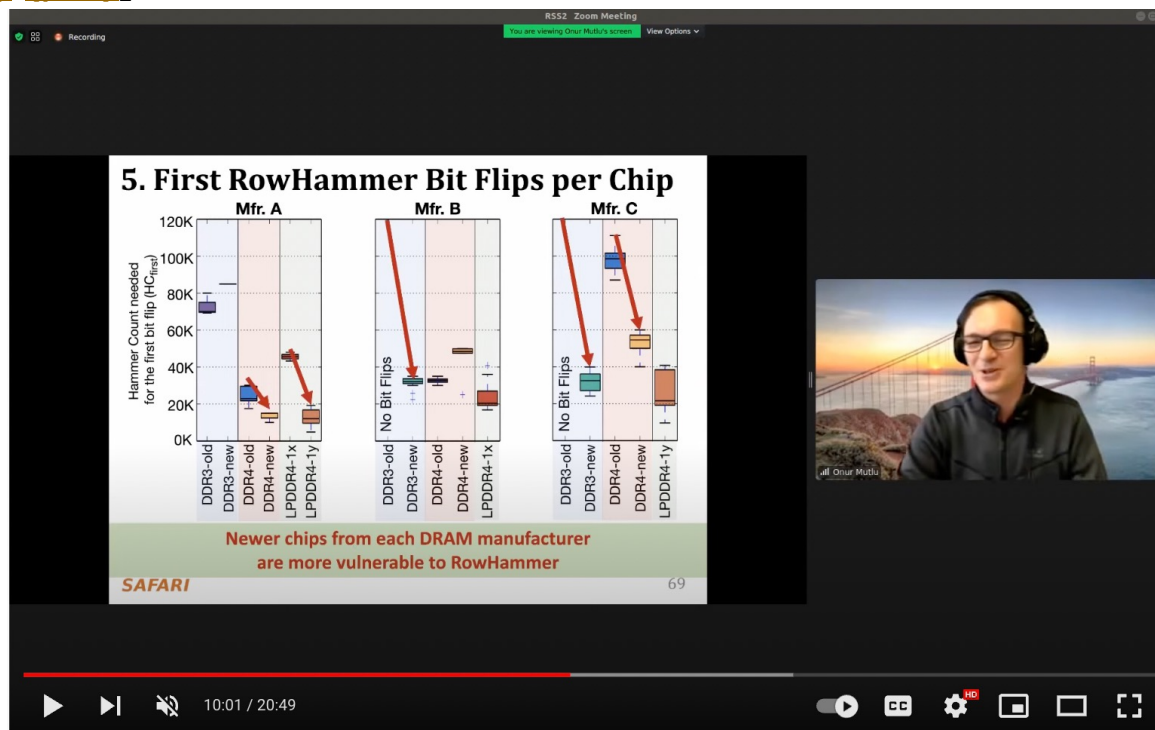 RSS2 Zoom Meeting
Recording
You are viewing Onur Mutlu's screen
View Options
5. First RowHammer Bit Flips per Chip
Mfr. A
Mfr. B
Mfr. C
Hammer Count needed
for the first bit flip (HCfirst)
120K
100K
80K
60K
40K
20K
0K
No Bit Flips
No Bit Flips
DDR3-old
DDR3-new
DDR4-old
DDR4-new
LPDDR4-1x
LPDDR4-1y
DDR3-old
DDR3-new
DDR4-old
DDR4-new
LPDDR4-1x
DDR3-old
DDR3-new
DDR4-old
DDR4-new
LPDDR4-1y
Newer chips from each DRAM manufacturer
are more vulnerable to RowHammer
SAFARI
69
Onur Mutlu
10:01 / 20:49
CC
HD